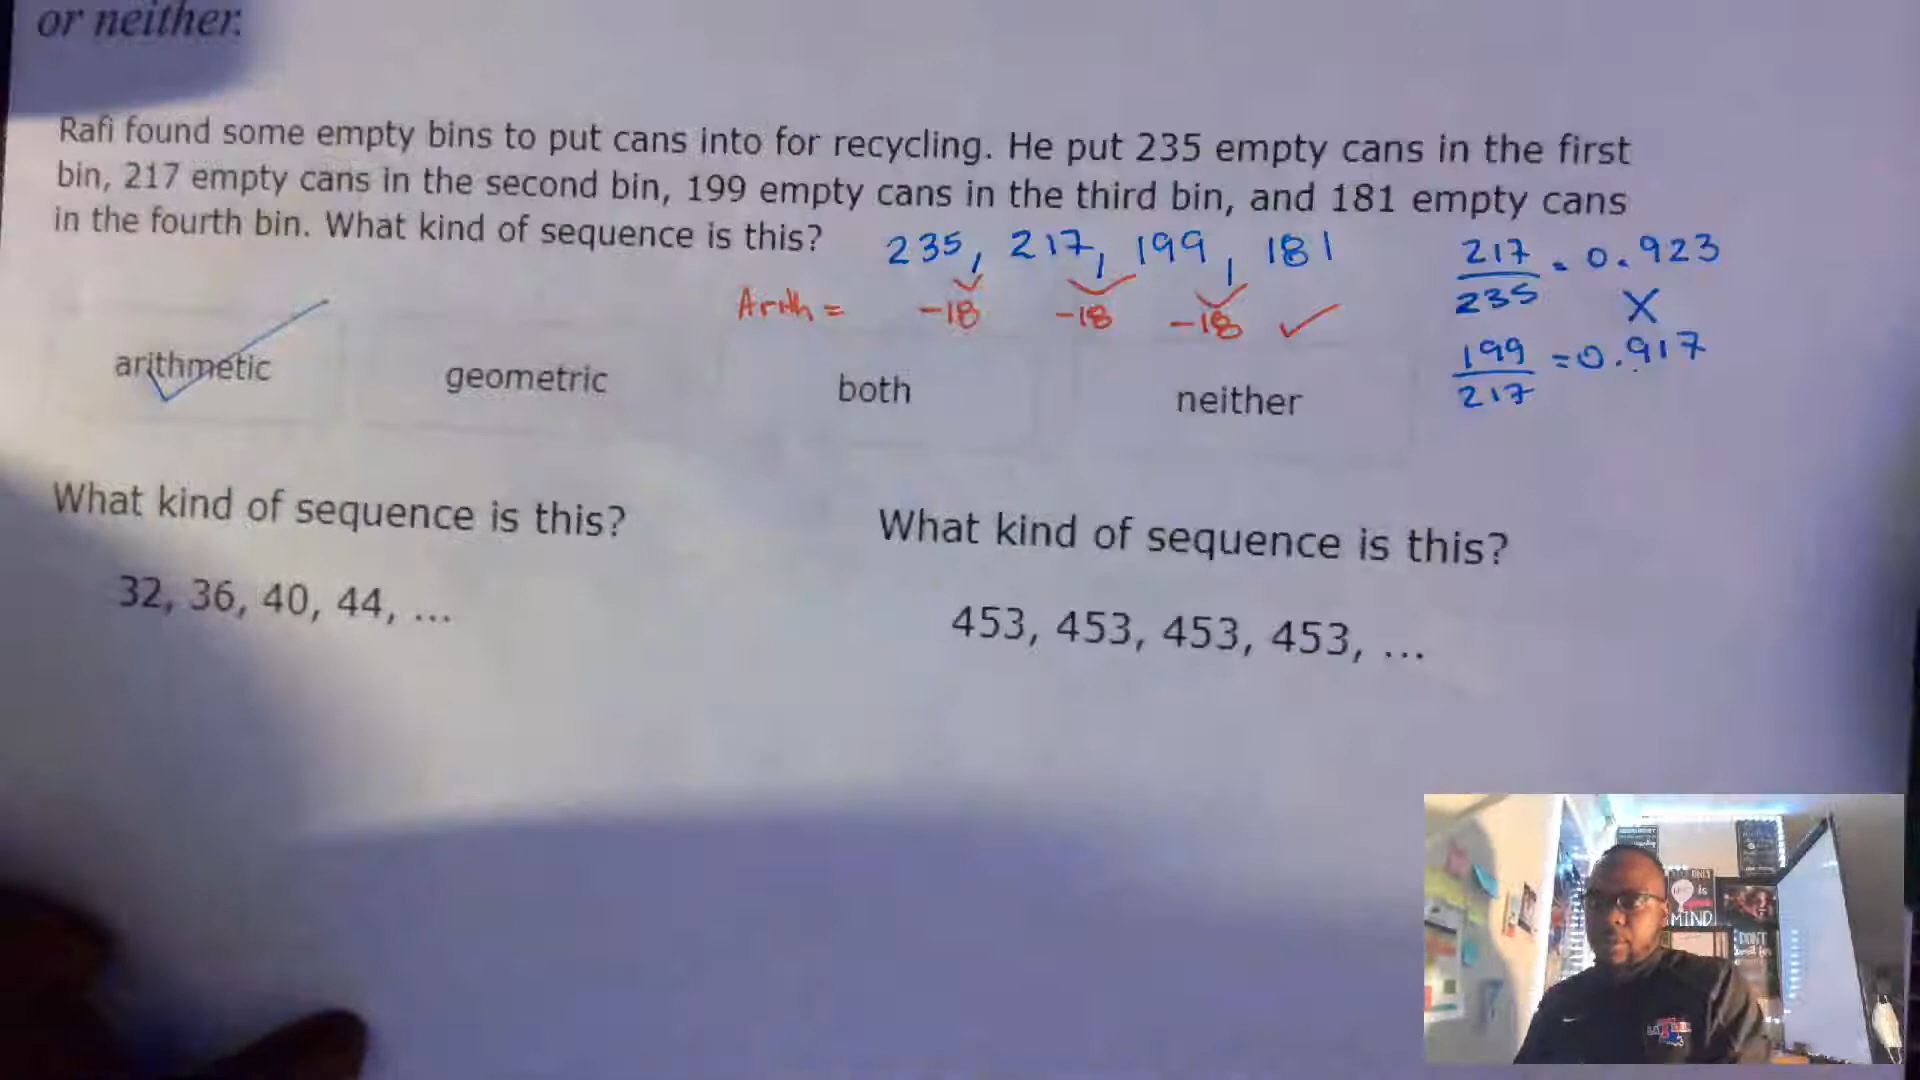 or neither.
Rafi found some empty bins to put cans into for recycling. He put 235 empty cans in the first
bin, 217 empty cans in the second bin, 199 empty cans in the third bin, and 181 empty cans
in the fourth bin. What kind of sequence is this?
235, 217, 199, 181
Arith = -18 -18 -18 ✓
217/235 = 0.923
X
199/217 = 0.917
arithmetic geometric both neither
What kind of sequence is this?
32, 36, 40, 44, ...
What kind of sequence is this?
453, 453, 453, 453, ...
ONLY
is
MIND
DON'T